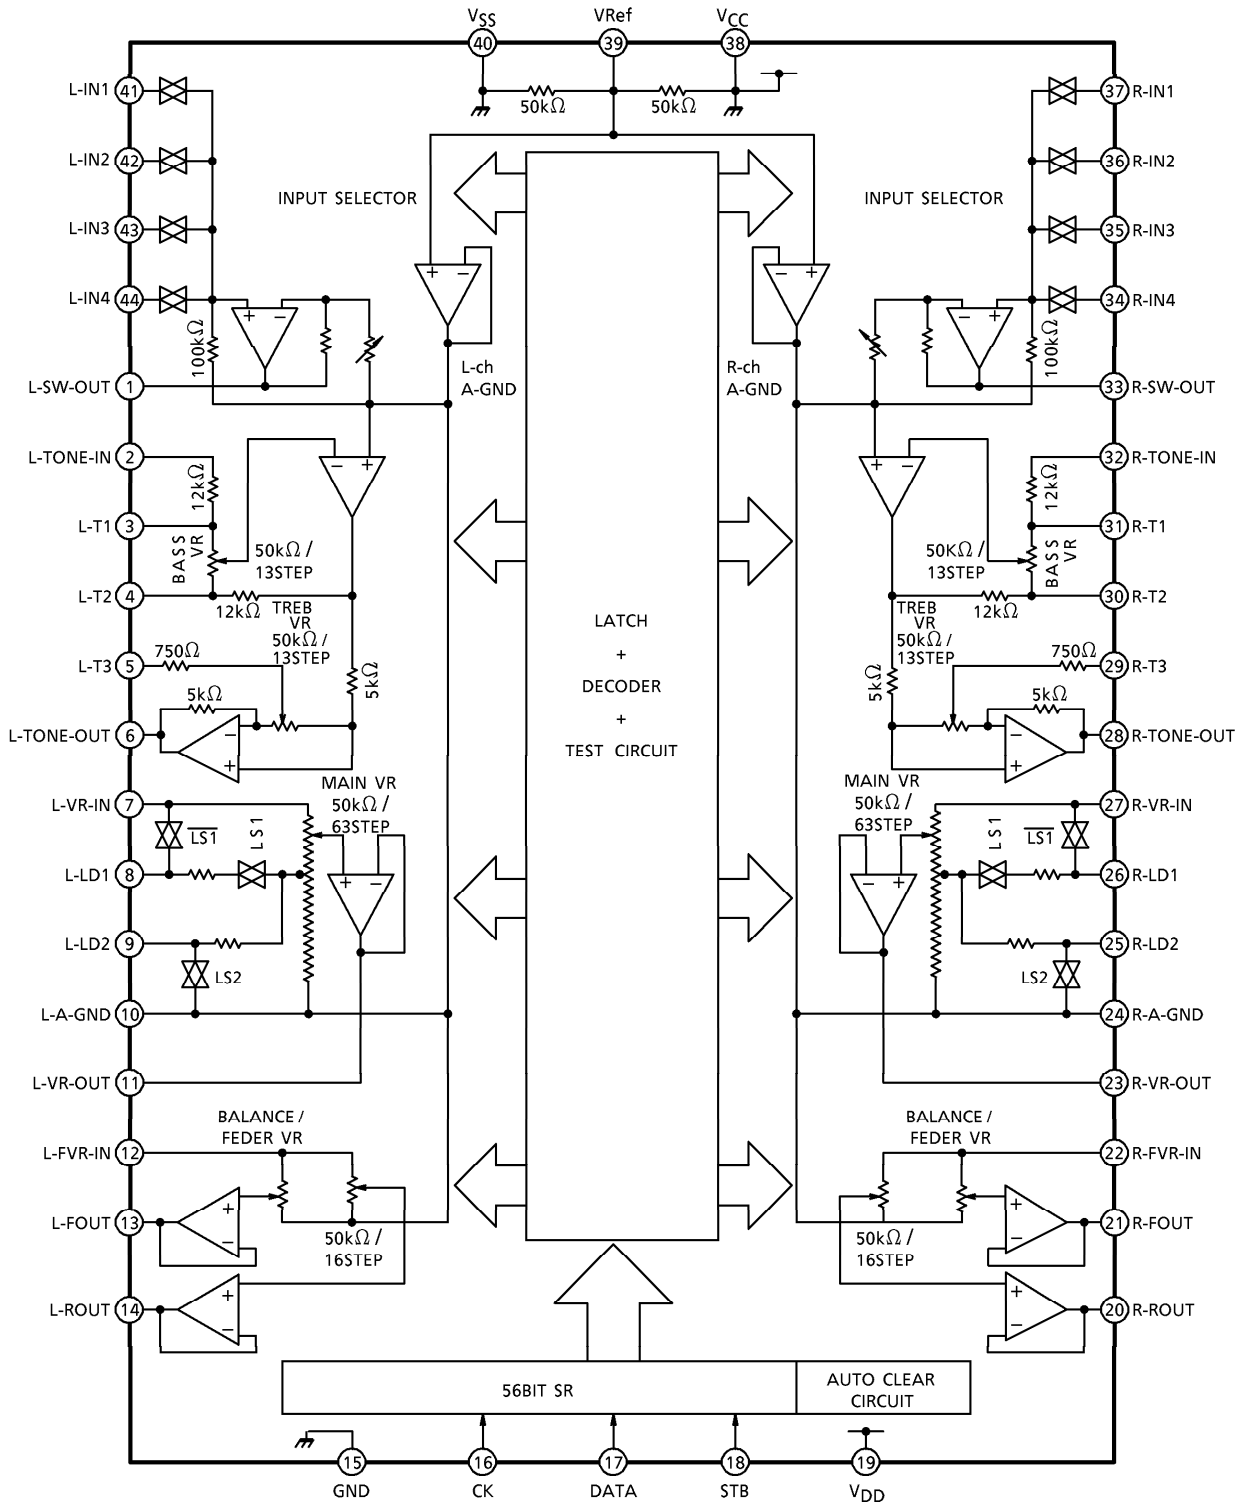 VSS VRef VCC
40 39 38
L-IN1 41 37 R-IN1
50kΩ 50kΩ
L-IN2 42 36 R-IN2
INPUT SELECTOR INPUT SELECTOR
L-IN3 43 35 R-IN3
+ − − +
L-IN4 44 34 R-IN4
+ − − +
100kΩ 100kΩ
L-ch R-ch
A-GND A-GND
L-SW-OUT 1 33 R-SW-OUT
L-TONE-IN 2 32 R-TONE-IN
− + + −
12kΩ 12kΩ
L-T1 3 31 R-T1
BASS VR 50kΩ/ 50KΩ/ BASS VR
13STEP 13STEP
L-T2 4 30 R-T2
12kΩ TREB TREB 12kΩ
VR VR
LATCH
50kΩ/ 50kΩ/
750Ω 13STEP 13STEP 750Ω
+
L-T3 5 29 R-T3
5kΩ 5kΩ
DECODER
5kΩ 5kΩ
+
L-TONE-OUT 6 28 R-TONE-OUT
− −
TEST CIRCUIT
+ +
MAIN VR MAIN VR
L-VR-IN 7 50kΩ/ 50kΩ/ 27 R-VR-IN
63STEP 63STEP
LS1 LS1 LS1 LS1
L-LD1 8 26 R-LD1
+ − − +
L-LD2 9 25 R-LD2
LS2 LS2
L-A-GND 10 24 R-A-GND
L-VR-OUT 11 23 R-VR-OUT
BALANCE/ BALANCE/
FEDER VR FEDER VR
L-FVR-IN 12 22 R-FVR-IN
+ +
L-FOUT 13 21 R-FOUT
− 50kΩ/ 50kΩ/ −
16STEP 16STEP
+ +
L-ROUT 14 20 R-ROUT
− −
56BIT SR AUTO CLEAR
CIRCUIT
15 16 17 18 19
GND CK DATA STB VDD